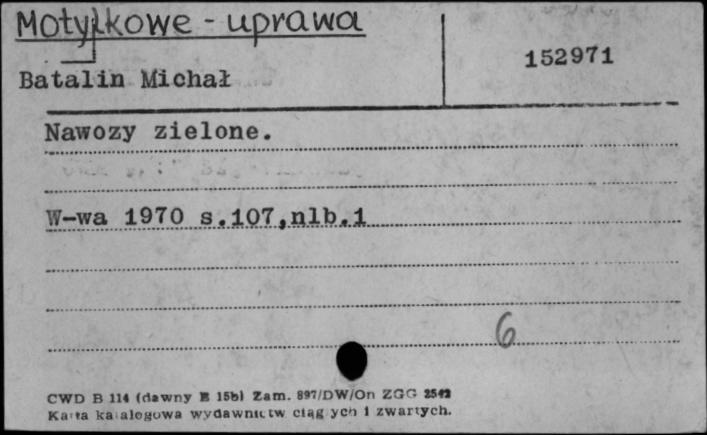 Motylkowe - uprawa
152971
Batalin Michał
Nawozy zielone.
W-wa 1970 s.107,nlb.1
6
CWD B 114 (dawny E 15b) Zam. 897/DW/On ZGG 2542
Karta katalogowa wydawnictw ciągłych i zwartych.